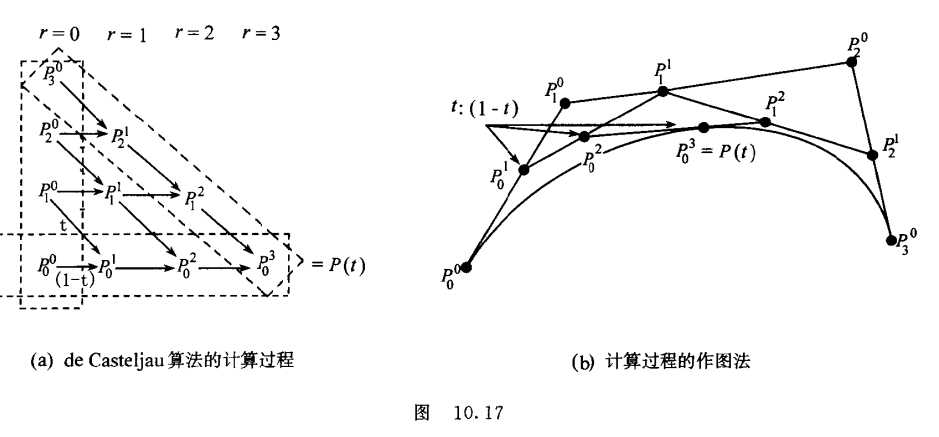 r = 0 r = 1 r = 2 r = 3
P₃⁰
P₂⁰ P₂¹
P₁⁰ P₁¹ P₁²
t
P₀⁰ P₀¹ P₀² P₀³ = P(t)
(1-t)
P₂⁰
P₁¹
P₁⁰
t: (1 - t)
P₁²
P₀² P₀³ = P(t)
P₂¹
P₀¹
P₃⁰
P₀⁰
(a) de Casteljau 算法的计算过程
(b) 计算过程的作图法
图 10.17